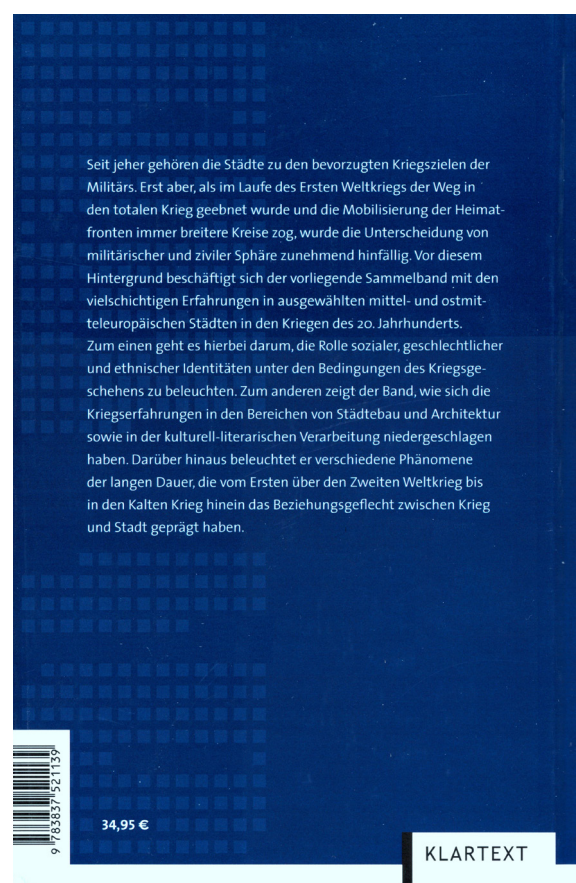 Seit jeher gehören die Städte zu den bevorzugten Kriegszielen der
Militärs. Erst aber, als im Laufe des Ersten Weltkriegs der Weg in
den totalen Krieg geebnet wurde und die Mobilisierung der Heimat-
fronten immer breitere Kreise zog, wurde die Unterscheidung von
militärischer und ziviler Sphäre zunehmend hinfällig. Vor diesem
Hintergrund beschäftigt sich der vorliegende Sammelband mit den
vielschichtigen Erfahrungen in ausgewählten mittel- und ostmit-
teleuropäischen Städten in den Kriegen des 20. Jahrhunderts.
Zum einen geht es hierbei darum, die Rolle sozialer, geschlechtlicher
und ethnischer Identitäten unter den Bedingungen des Kriegsge-
schehens zu beleuchten. Zum anderen zeigt der Band, wie sich die
Kriegserfahrungen in den Bereichen von Städtebau und Architektur
sowie in der kulturell-literarischen Verarbeitung niedergeschlagen
haben. Darüber hinaus beleuchtet er verschiedene Phänomene
der langen Dauer, die vom Ersten über den Zweiten Weltkrieg bis
in den Kalten Krieg hinein das Beziehungsgeflecht zwischen Krieg
und Stadt geprägt haben.
9 783837 521139
34,95 €
KLARTEXT